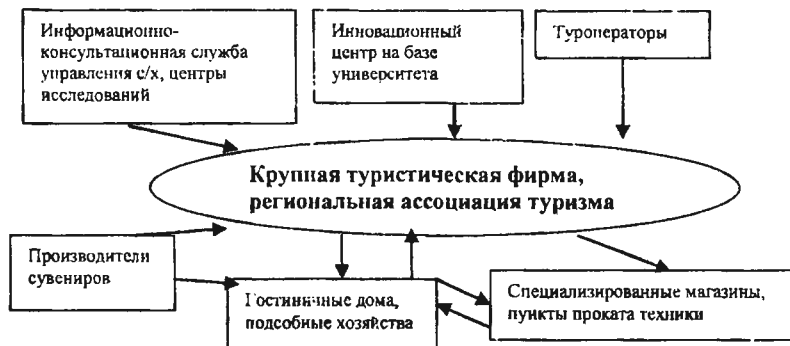 Информационно-
консультационная служба
управления с/х, центры
исследований
Инновационный
центр на базе
университета
Туроператоры
Крупная туристическая фирма,
региональная ассоциация туризма
Производители
сувениров
Гостиничные дома,
подсобные хозяйства
Специализированные магазины,
пункты проката техники